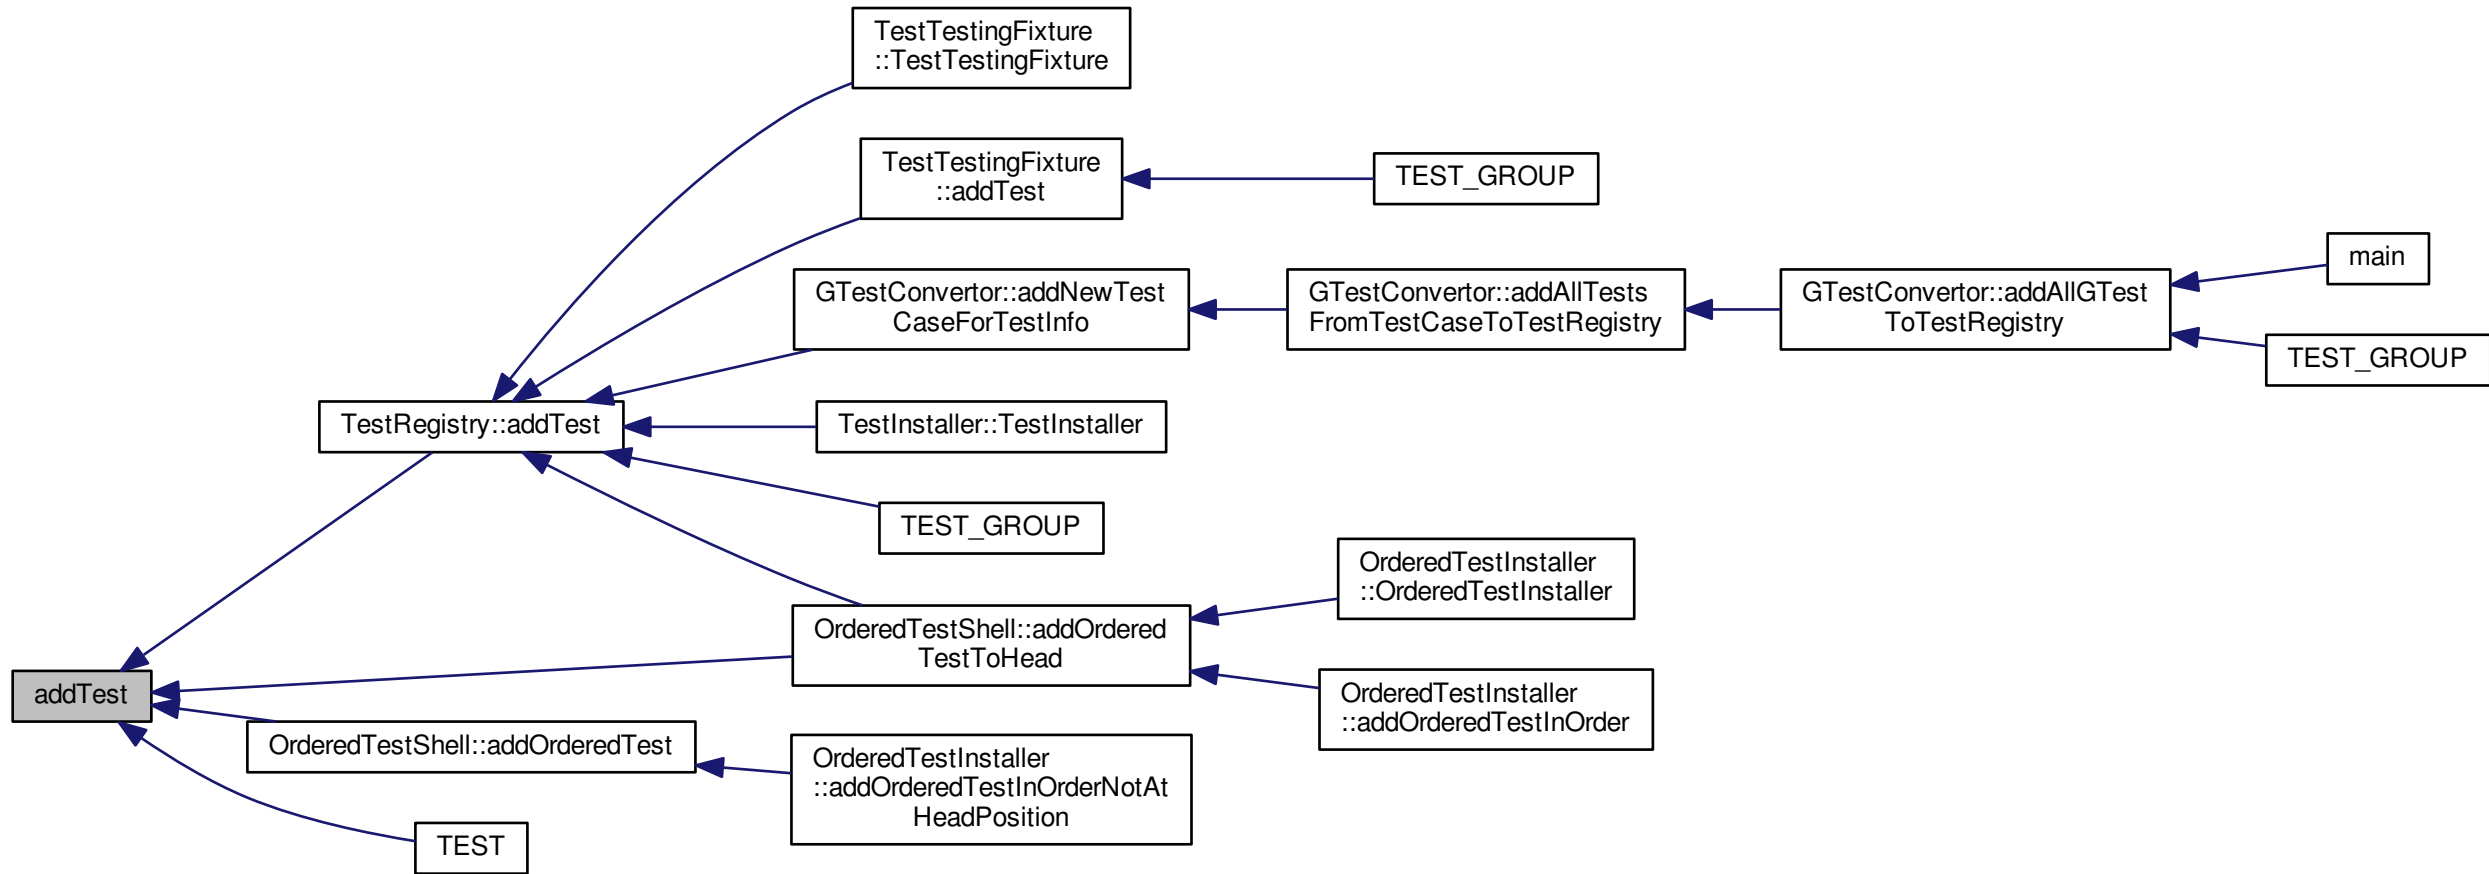 TestTestingFixture
::TestTestingFixture
TestTestingFixture
::addTest
TEST_GROUP
GTestConvertor::addNewTest
CaseForTestInfo
GTestConvertor::addAllTests
FromTestCaseToTestRegistry
GTestConvertor::addAllGTest
ToTestRegistry
main
TEST_GROUP
TestRegistry::addTest
TestInstaller::TestInstaller
TEST_GROUP
OrderedTestShell::addOrdered
TestToHead
OrderedTestInstaller
::OrderedTestInstaller
OrderedTestInstaller
::addOrderedTestInOrder
addTest
OrderedTestShell::addOrderedTest
OrderedTestInstaller
::addOrderedTestInOrderNotAt
HeadPosition
TEST